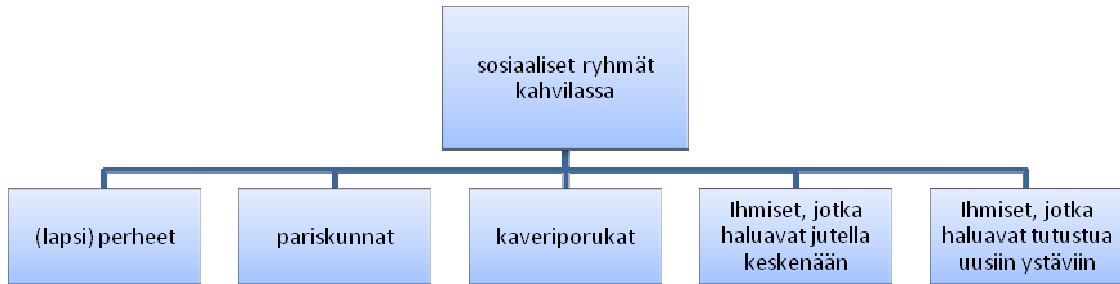 sosiaaliset ryhmät
kahvilassa
(lapsi) perheet
pariskunnat
kaveriporukat
Ihmiset, jotka
haluavat jutella
keskenään
Ihmiset, jotka
haluavat tutustua
uusiin ystäviin